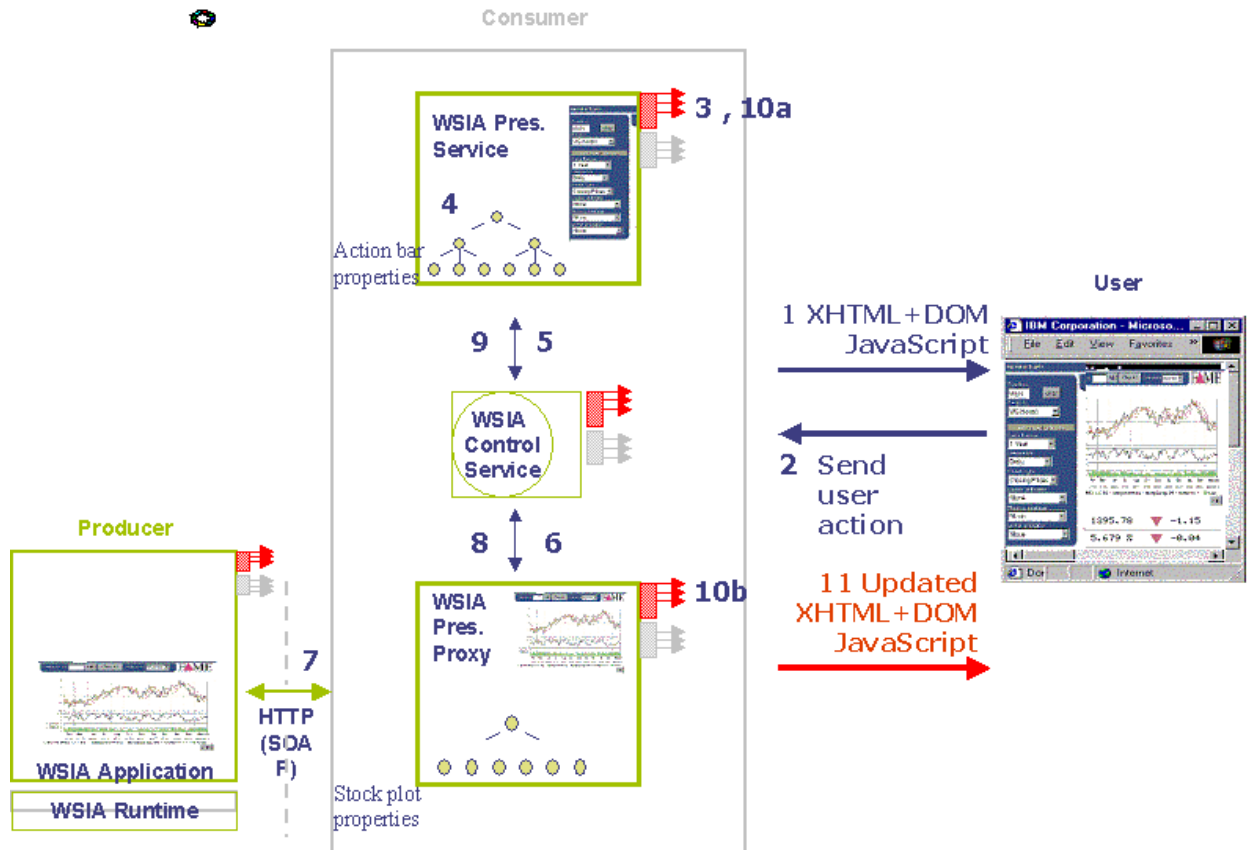 Consumer
WSIA Pres.
Service
3 , 10a
4
Action bar
properties
9
5
WSIA
Control
Service
8
6
WSIA
Pres.
Proxy
10b
Stock plot
properties
Producer
WSIA Application
WSIA Runtime
7
HTTP
(SOA
P)
1 XHTML+DOM
JavaScript
2 Send
user
action
11 Updated
XHTML+DOM
JavaScript
User
IBM Corporation - Microso...
File Edit View Favorites »
1395.78 -1.15
5.679 % -0.04
Dor Internet